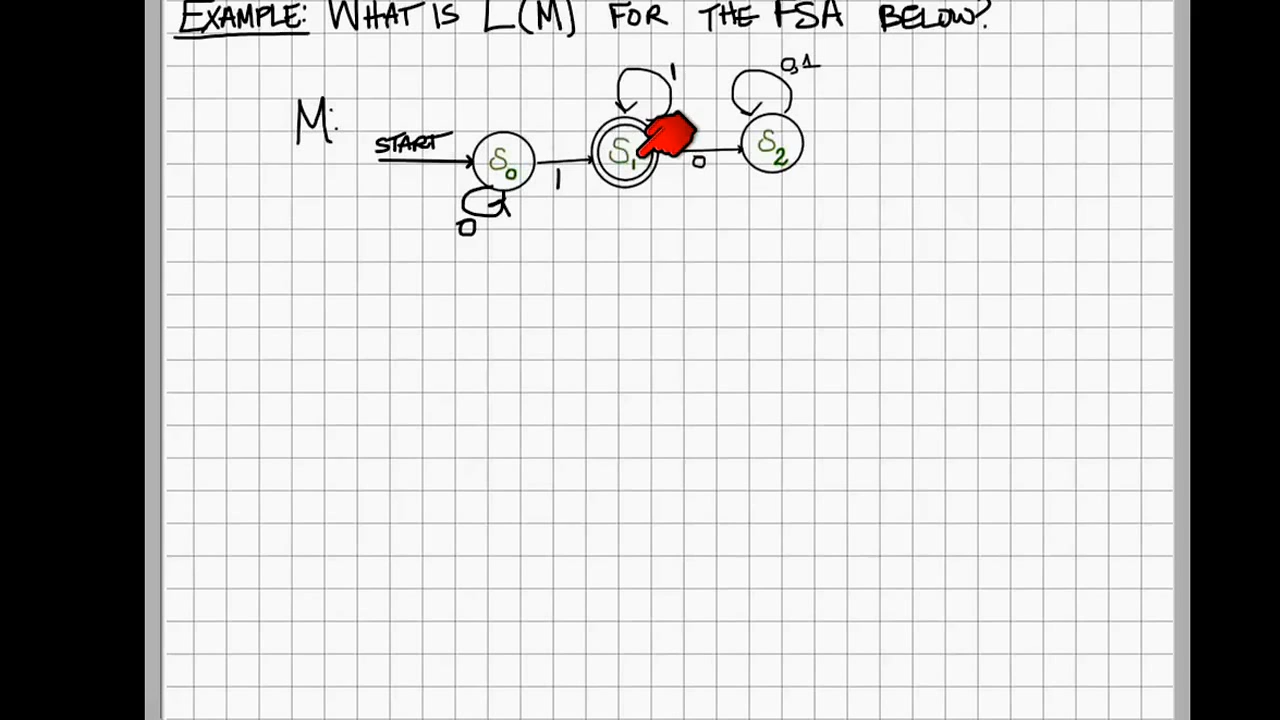 EXAMPLE: WHAT IS L(M) FOR THE FSA BELOW?
M:
START
S0
0
1
S1
1
0
S2
0,1